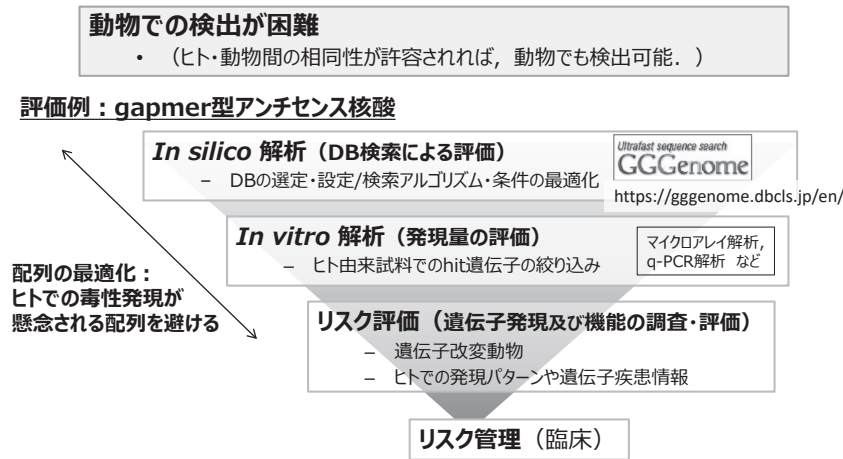 動物での検出が困難
• （ヒト・動物間の相同性が許容されれば，動物でも検出可能．）
評価例：gapmer型アンチセンス核酸
In silico 解析（DB検索による評価）
– DBの選定・設定/検索アルゴリズム・条件の最適化
Ultrafast sequence search
GGGenome
https://gggenome.dbcls.jp/en/
In vitro 解析（発現量の評価）
– ヒト由来試料でのhit遺伝子の絞り込み
マイクロアレイ解析，
q-PCR解析 など
配列の最適化：
ヒトでの毒性発現が
懸念される配列を避ける
リスク評価（遺伝子発現及び機能の調査・評価）
– 遺伝子改変動物
– ヒトでの発現パターンや遺伝子疾患情報
リスク管理（臨床）